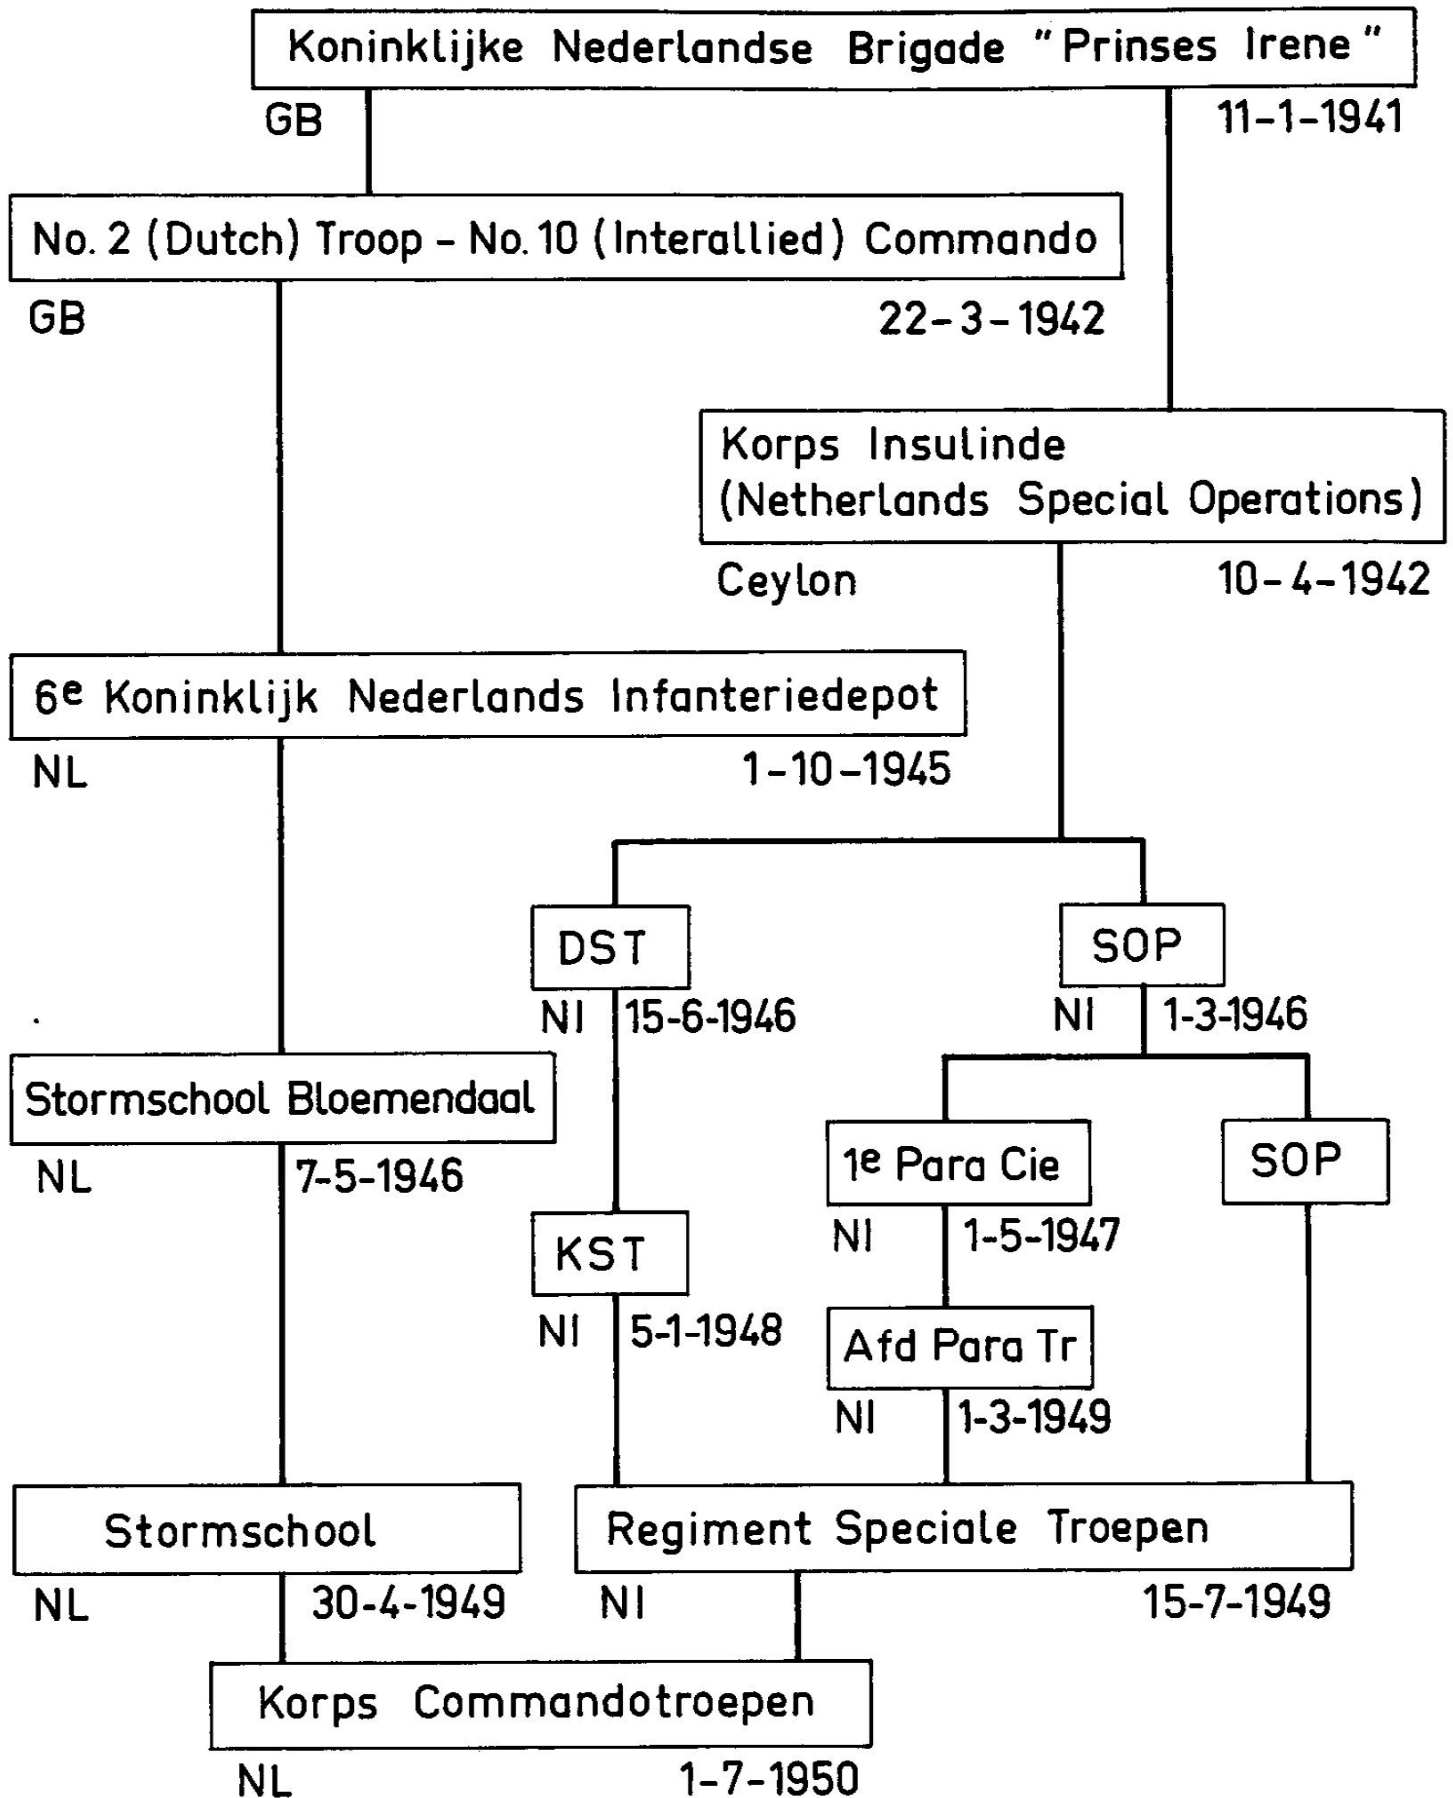 Koninklijke Nederlandse Brigade "Prinses Irene"
GB 11-1-1941
No. 2 (Dutch) Troop - No. 10 (Interallied) Commando
GB 22-3-1942
Korps Insulinde
(Netherlands Special Operations)
Ceylon 10-4-1942
6e Koninklijk Nederlands Infanteriedepot
NL 1-10-1945
DST
NI 15-6-1946
SOP
NI 1-3-1946
Stormschool Bloemendaal
NL 7-5-1946
1e Para Cie
NI 1-5-1947
SOP
KST
NI 5-1-1948
Afd Para Tr
NI 1-3-1949
Stormschool
NL 30-4-1949
Regiment Speciale Troepen
NI 15-7-1949
Korps Commandotroepen
NL 1-7-1950